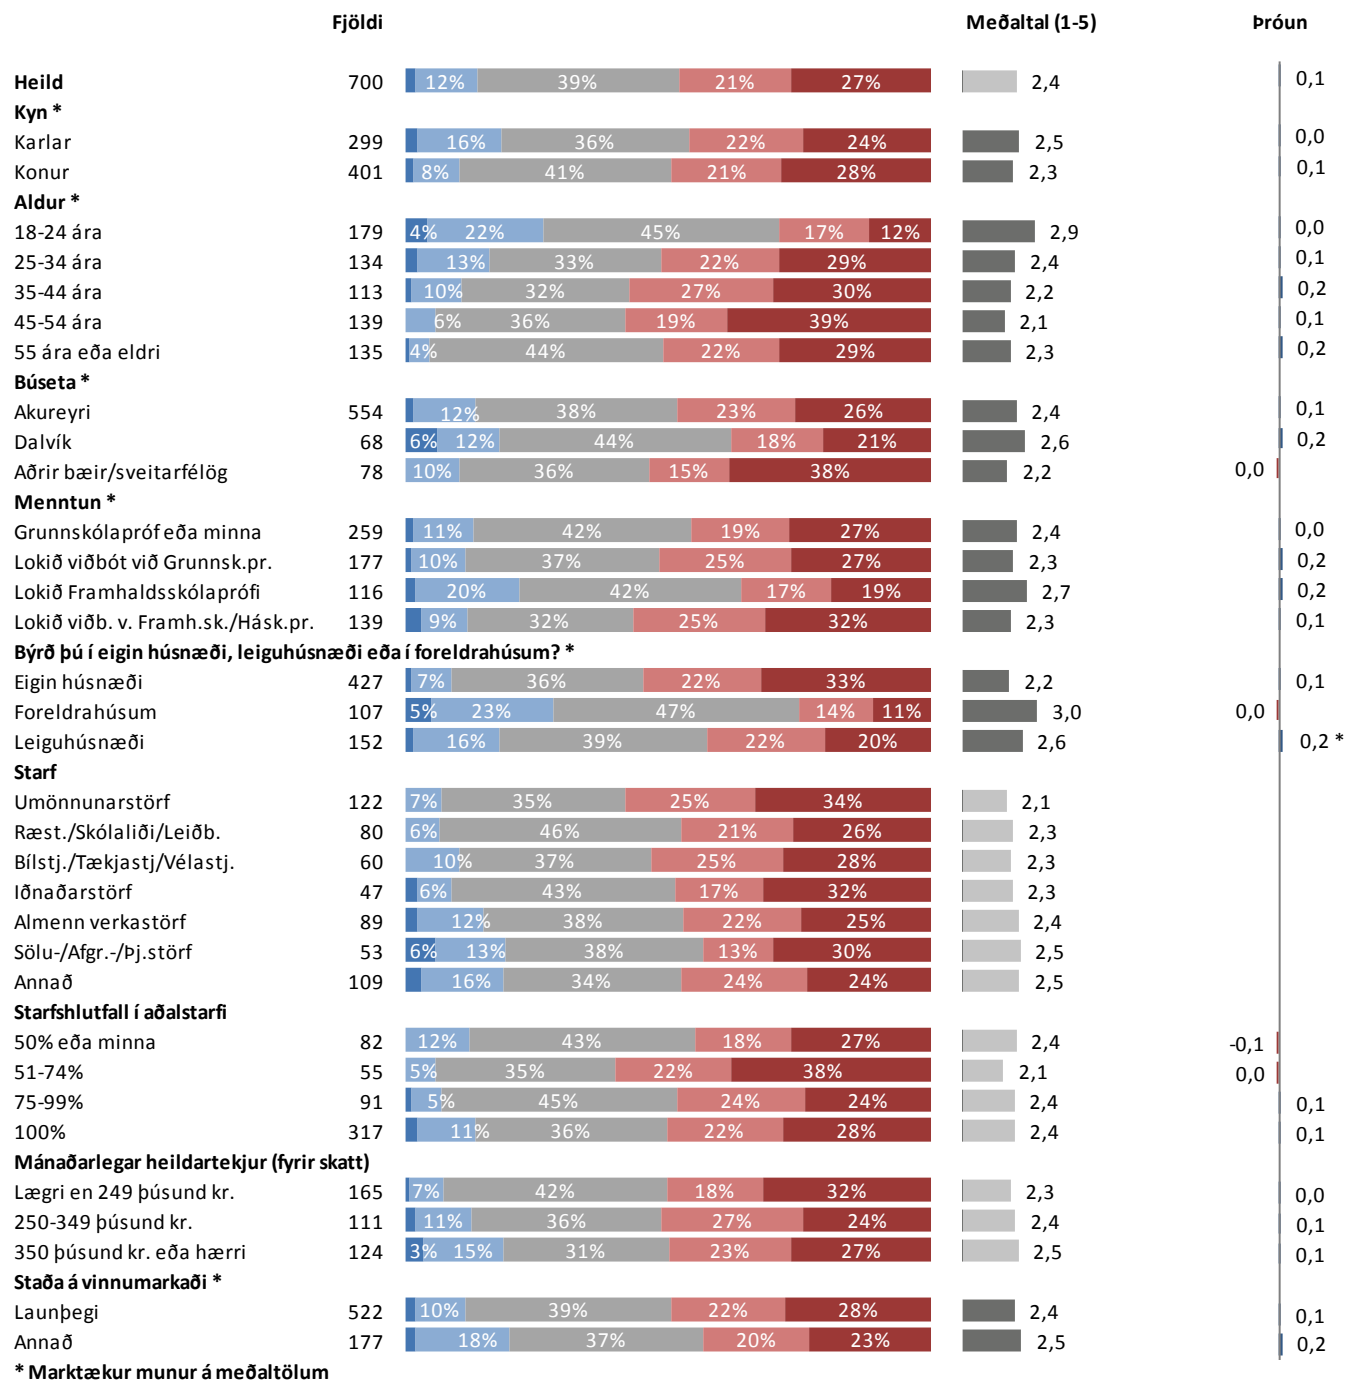 Fjöldi Meðaltal (1-5) Þróun
Heild 700 12% 39% 21% 27% 2,4 0,1
Kyn *
Karlar 299 16% 36% 22% 24% 2,5 0,0
Konur 401 8% 41% 21% 28% 2,3 0,1
Aldur *
18-24 ára 179 4% 22% 45% 17% 12% 2,9 0,0
25-34 ára 134 13% 33% 22% 29% 2,4 0,1
35-44 ára 113 10% 32% 27% 30% 2,2 0,2
45-54 ára 139 6% 36% 19% 39% 2,1 0,1
55 ára eða eldri 135 4% 44% 22% 29% 2,3 0,2
Búseta *
Akureyri 554 12% 38% 23% 26% 2,4 0,1
Dalvík 68 6% 12% 44% 18% 21% 2,6 0,2
Aðrir bæir/sveitarfélög 78 10% 36% 15% 38% 2,2 0,0
Menntun *
Grunnskólapróf eða minna 259 11% 42% 19% 27% 2,4 0,0
Lokið viðbót við Grunnsk.pr. 177 10% 37% 25% 27% 2,3 0,2
Lokið Framhaldsskólaprófi 116 20% 42% 17% 19% 2,7 0,2
Lokið viðb. v. Framh.sk./Hásk.pr. 139 9% 32% 25% 32% 2,3 0,1
Býrð þú í eigin húsnæði, leiguhúsnæði eða í foreldrahúsum? *
Eigin húsnæði 427 7% 36% 22% 33% 2,2 0,1
Foreldrahúsum 107 5% 23% 47% 14% 11% 3,0 0,0
Leiguhúsnæði 152 16% 39% 22% 20% 2,6 0,2 *
Starf
Umönnunarstörf 122 7% 35% 25% 34% 2,1
Ræst./Skólaliði/Leiðb. 80 6% 46% 21% 26% 2,3
Bílstj./Tækjastj/Vélastj. 60 10% 37% 25% 28% 2,3
Iðnaðarstörf 47 6% 43% 17% 32% 2,3
Almenn verkastörf 89 12% 38% 22% 25% 2,4
Sölu-/Afgr.-/Þj.störf 53 6% 13% 38% 13% 30% 2,5
Annað 109 16% 34% 24% 24% 2,5
Starfshlutfall í aðalstarfi
50% eða minna 82 12% 43% 18% 27% 2,4 -0,1
51-74% 55 5% 35% 22% 38% 2,1 0,0
75-99% 91 5% 45% 24% 24% 2,4 0,1
100% 317 11% 36% 22% 28% 2,4 0,1
Mánaðarlegar heildartekjur (fyrir skatt)
Lægri en 249 þúsund kr. 165 7% 42% 18% 32% 2,3 0,0
250-349 þúsund kr. 111 11% 36% 27% 24% 2,4 0,1
350 þúsund kr. eða hærri 124 3% 15% 31% 23% 27% 2,5 0,1
Staða á vinnumarkaði *
Launþegi 522 10% 39% 22% 28% 2,4 0,1
Annað 177 18% 37% 20% 23% 2,5 0,2
* Marktækur munur á meðaltölum